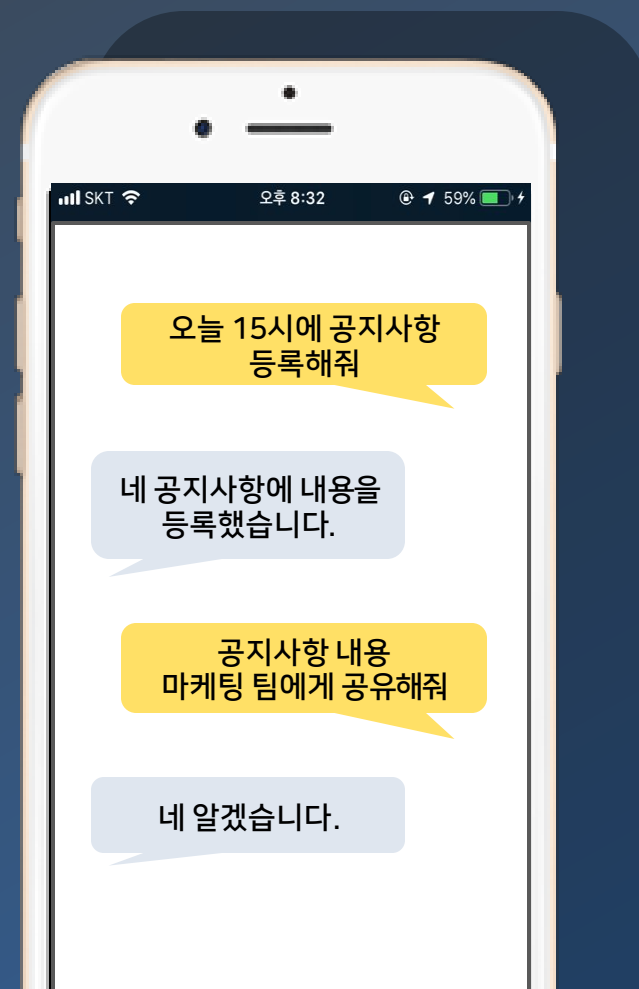 SKT 오후 8:32 59%
오늘 15시에 공지사항
등록해줘
네 공지사항에 내용을
등록했습니다.
공지사항 내용
마케팅 팀에게 공유해줘
네 알겠습니다.